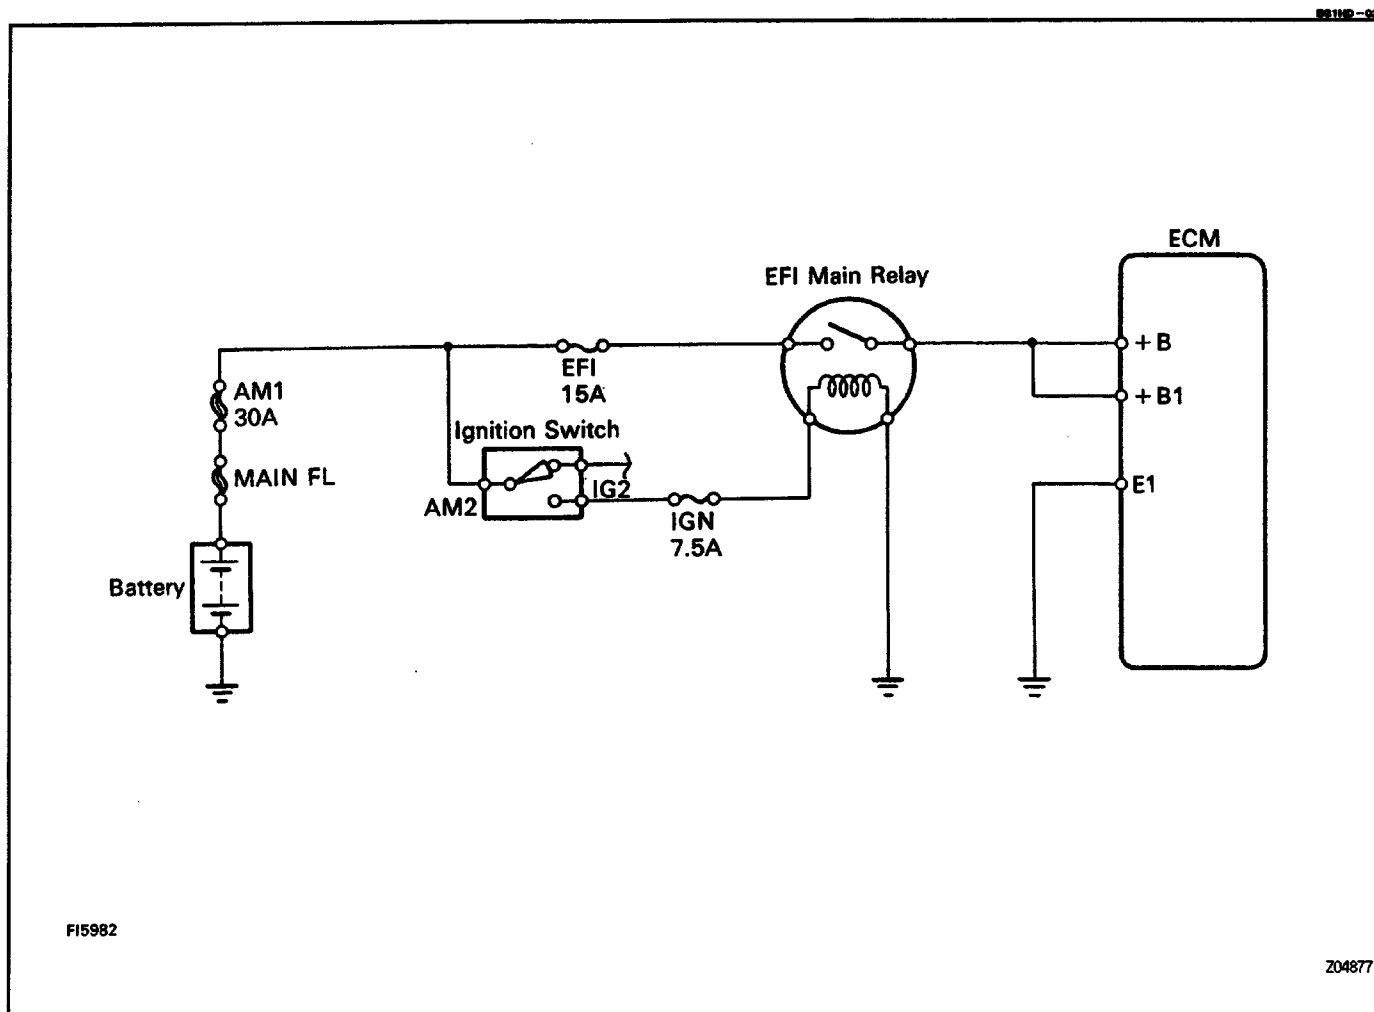 ECM
EFI Main Relay
+B
EFI
15A
AM1
30A
+B1
Ignition Switch
MAIN FL
IG2
E1
AM2
IGN
7.5A
Battery
FI5982
Z04877